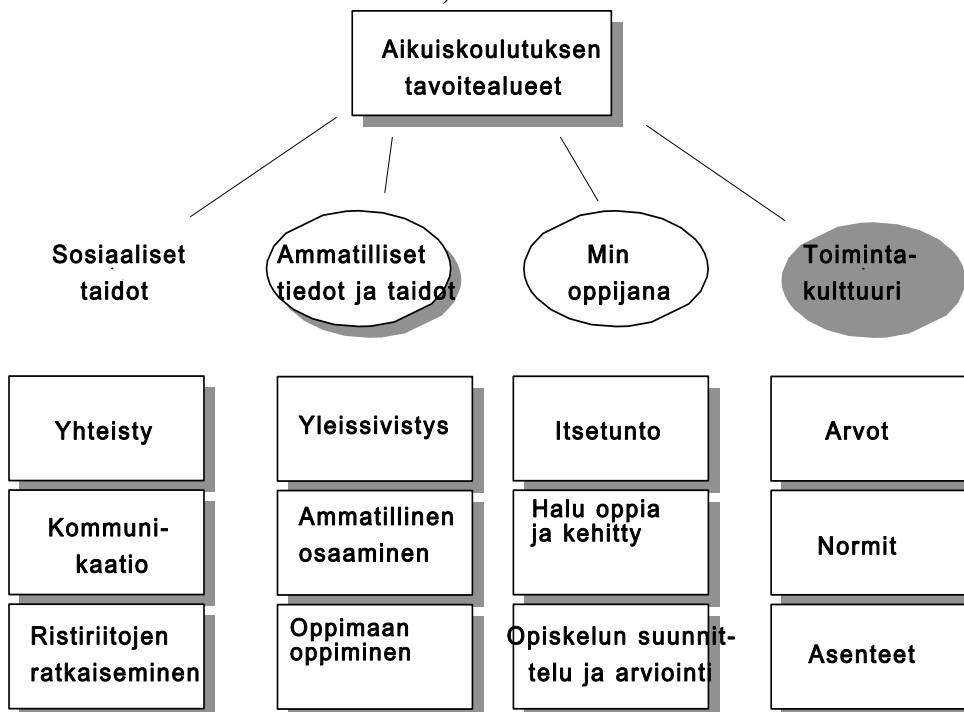 )
Aikuiskoulutuksen
tavoitealueet
Sosiaaliset
taidot
Ammatilliset
tiedot ja taidot
Min
oppijana
Toiminta-
kulttuuri
Yhteisty
Kommuni-
kaatio
Ristiriitojen
ratkaiseminen
Yleissivistys
Ammatillinen
osaaminen
Oppimaan
oppiminen
Itsetunto
Halu oppia
ja kehitty
Opiskelun suunnit-
telu ja arviointi
Arvot
Normit
Asenteet